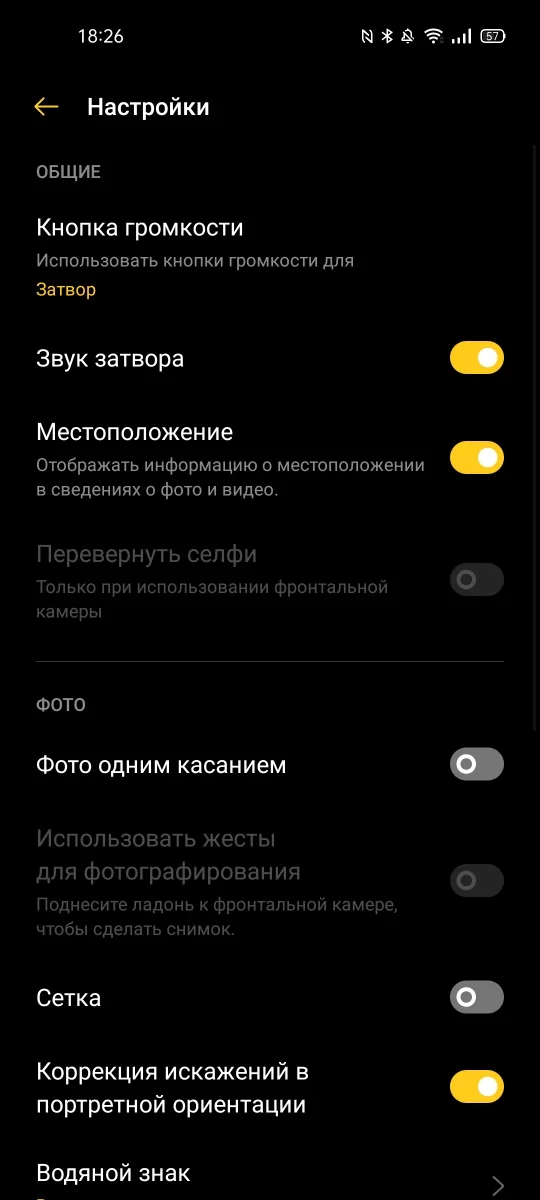 18:26
57
Настройки
ОБЩИЕ
Кнопка громкости
Использовать кнопки громкости для
Затвор
Звук затвора
Местоположение
Отображать информацию о местоположении
в сведениях о фото и видео.
Перевернуть селфи
Только при использовании фронтальной
камеры
ФОТО
Фото одним касанием
Использовать жесты
для фотографирования
Поднесите ладонь к фронтальной камере,
чтобы сделать снимок.
Сетка
Коррекция искажений в
портретной ориентации
Водяной знак